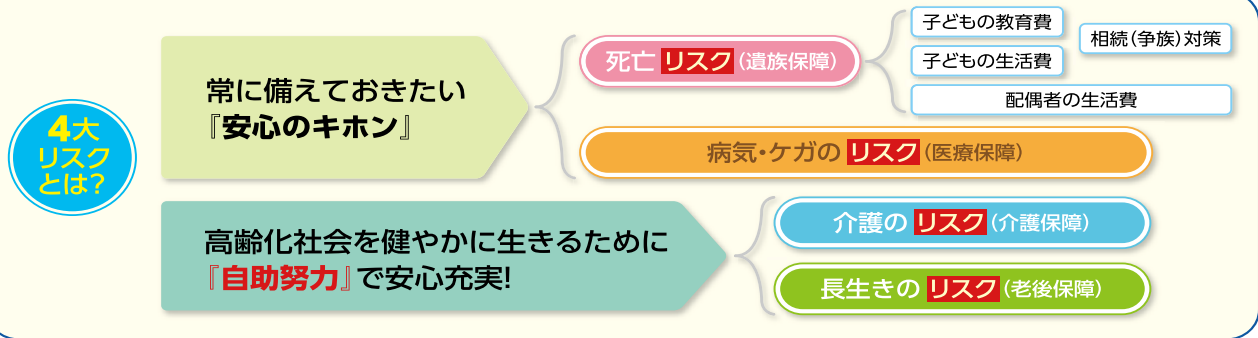 4大
リスク
とは?
常に備えておきたい
『安心のキホン』
死亡 リスク (遺族保障)
子どもの教育費
子どもの生活費
相続(争族)対策
配偶者の生活費
病気・ケガの リスク (医療保障)
高齢化社会を健やかに生きるために
『自助努力』で安心充実!
介護の リスク (介護保障)
長生きの リスク (老後保障)